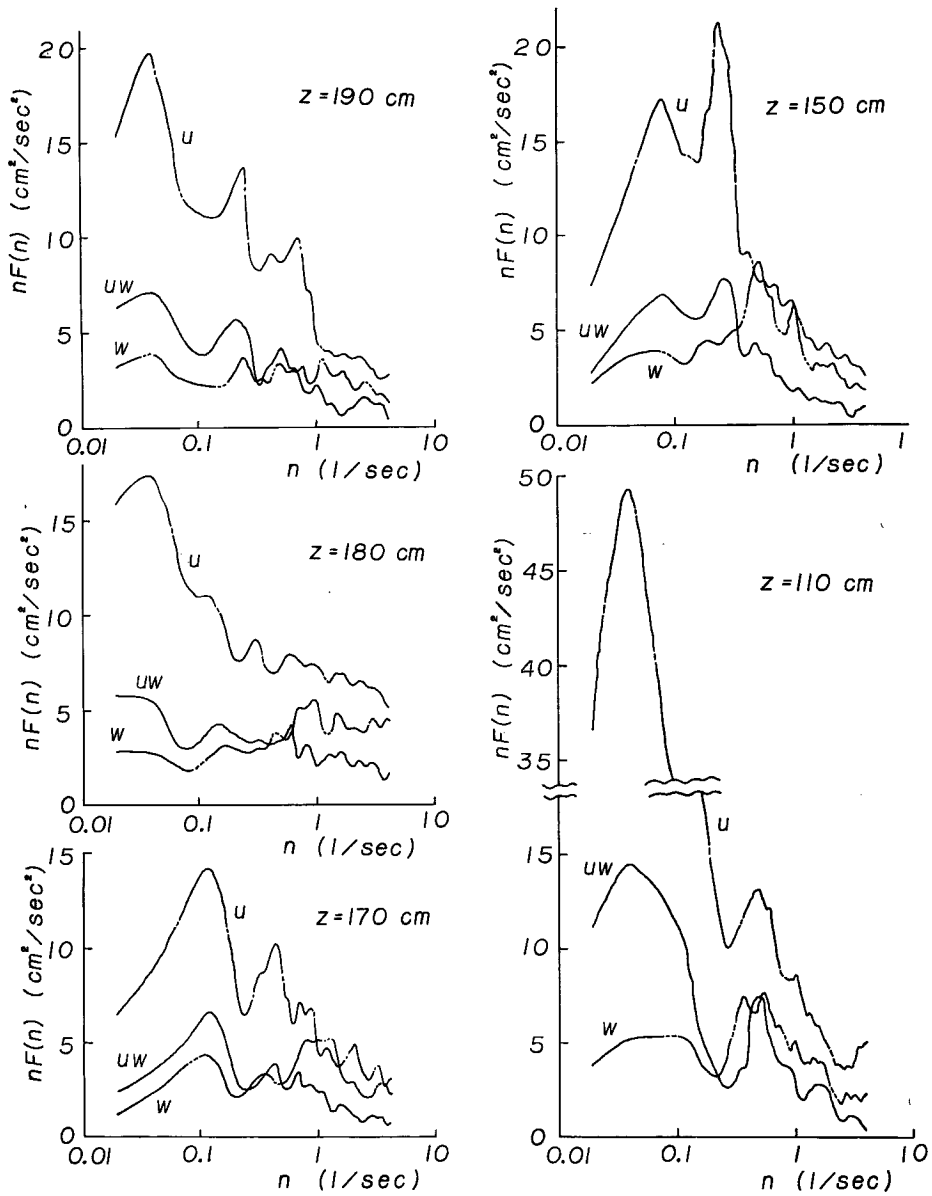 20
15
10
5
0
nF(n) (cm²/sec²)
z=190 cm
u
uw
w
0.01
0.1
1
10
n (1/sec)
20
15
10
5
0
nF(n) (cm²/sec²)
z=150 cm
u
uw
w
0.01
0.1
1
1
n (1/sec)
15
10
5
0
nF(n) (cm²/sec²)
z=180 cm
u
uw
w
0.01
0.1
1
10
n (1/sec)
50
45
40
35
10
5
0
nF(n) (cm²/sec²)
z=110 cm
u
uw
w
0.01
0.1
1
10
n (1/sec)
15
10
5
0
nF(n) (cm²/sec²)
z=170 cm
u
uw
w
0.01
0.1
1
10
n (1/sec)